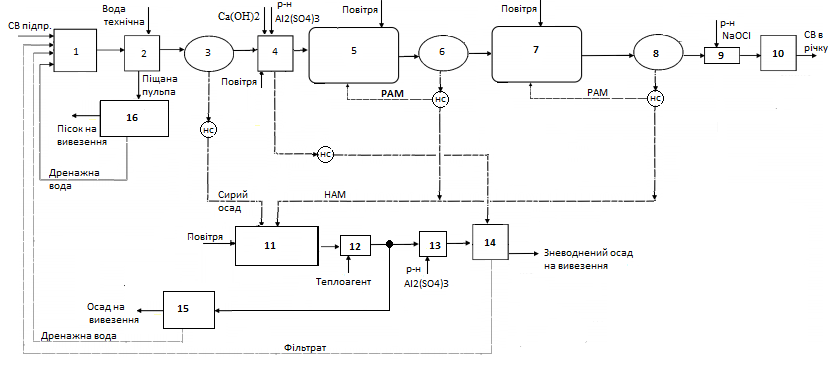 СВ підпр.
Вода
технічна
Ca(OH)2
р-н
Al2(SO4)3
Повітря
Повітря
р-н
NaOCl
СВ в
річку
1
2
3
4
5
6
7
8
9
10
Піщана
пульпа
Повітря
РАМ
нс
РАМ
нс
16
Пісок на
вивезення
нс
нс
Дренажна
вода
Сирий
осад
НАМ
Повітря
11
12
13
14
Зневоднений осад
на вивезення
Теплоагент
р-н
Al2(SO4)3
Осад на
вивезення
15
Дренажна вода
Фільтрат